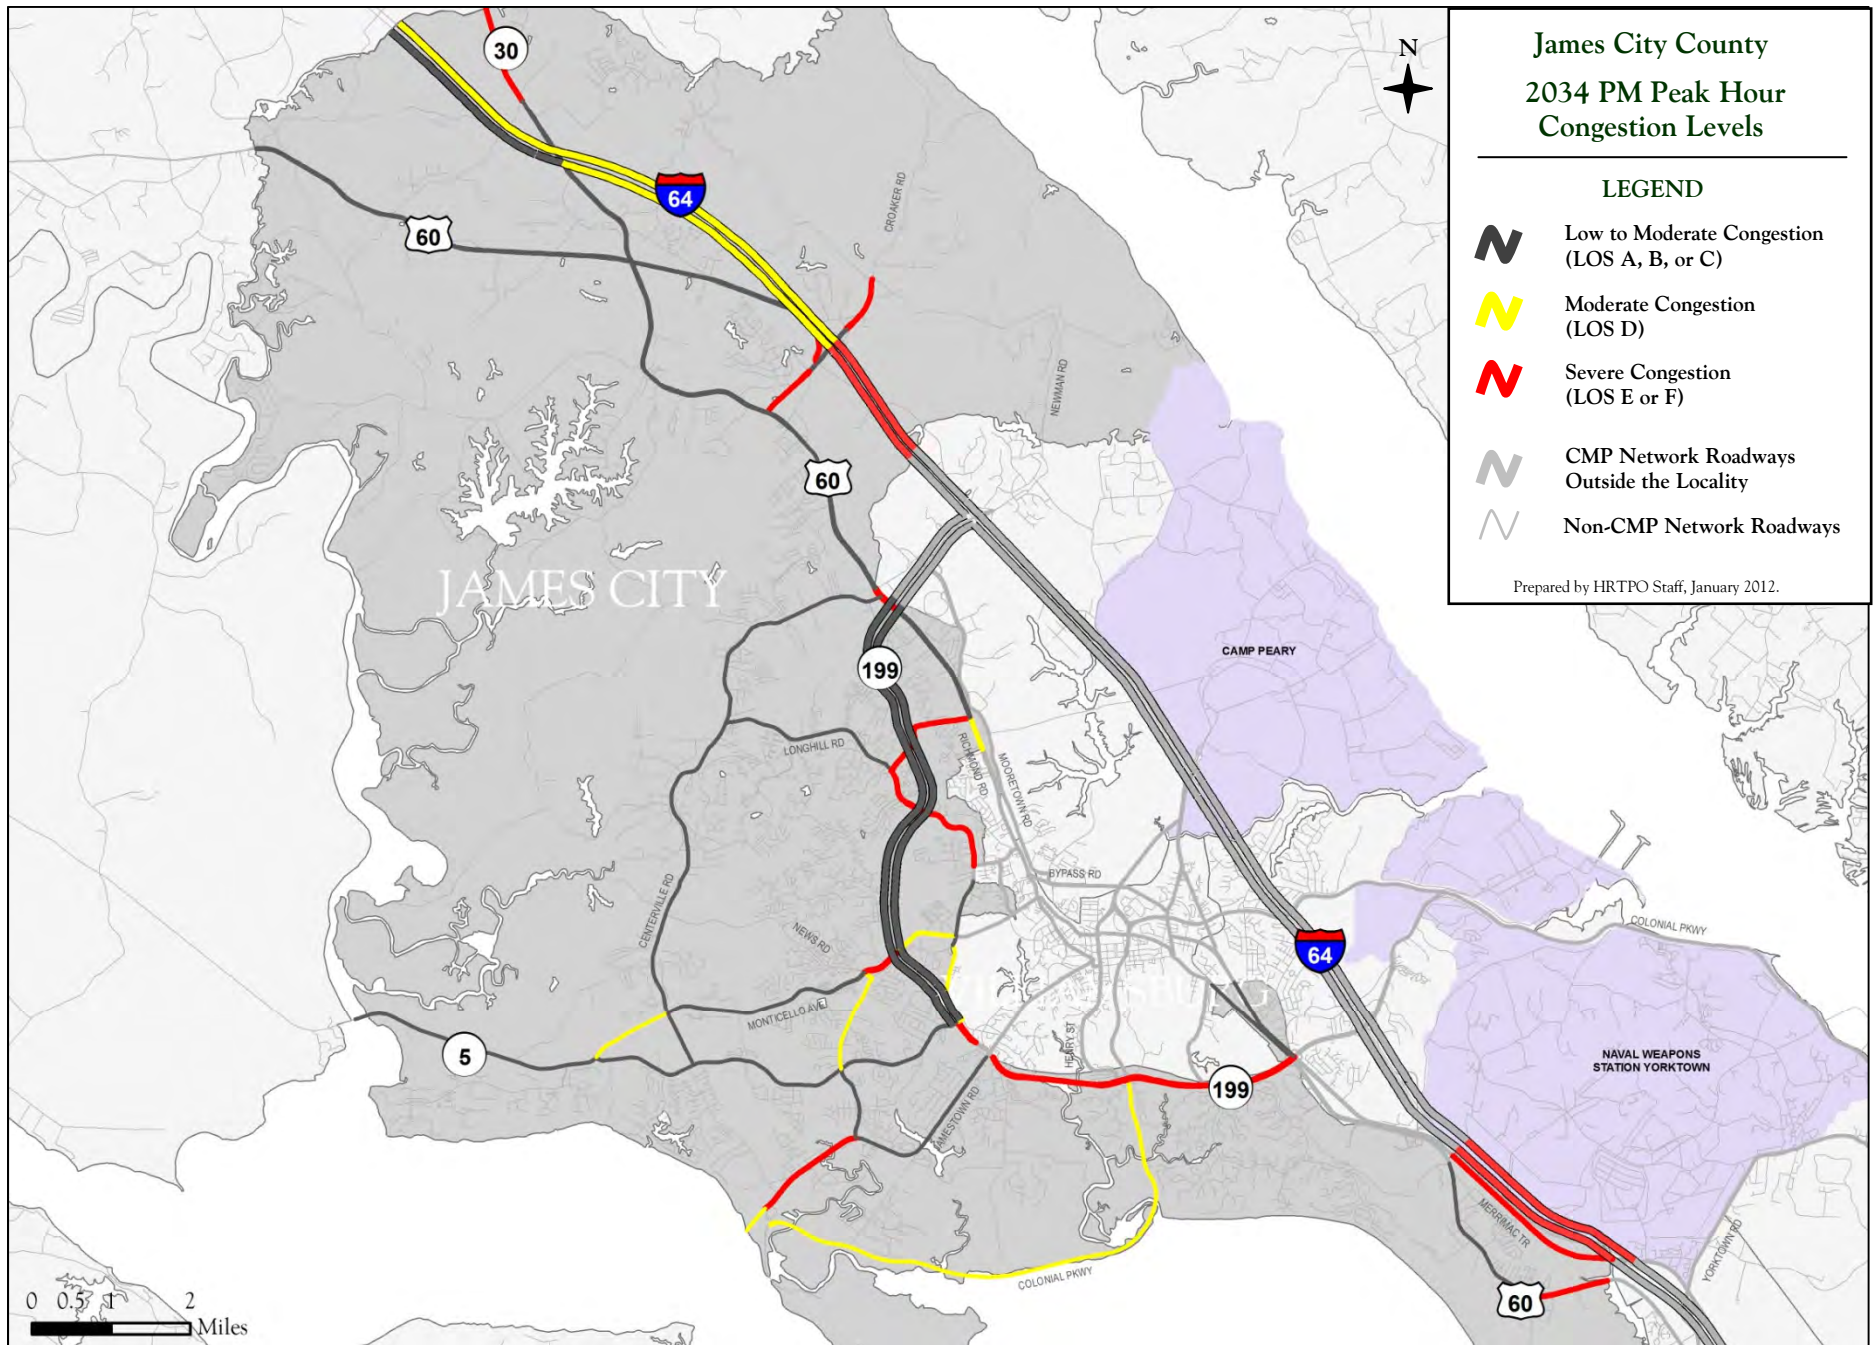 James City County
2034 PM Peak Hour
Congestion Levels
LEGEND
Low to Moderate Congestion
(LOS A, B, or C)
Moderate Congestion
(LOS D)
Severe Congestion
(LOS E or F)
CMP Network Roadways
Outside the Locality
Non-CMP Network Roadways
Prepared by HRTPO Staff, January 2012.
N
30
64
60
CROAKER RD
NEWMAN RD
60
JAMES CITY
CAMP PEARY
199
LONGHILL RD
RICHMOND RD
MOORETOWN RD
BYPASS RD
CENTERVILLE RD
NEWS RD
COLONIAL PKWY
64
WILLIAMSBURG
MONTICELLO AVE
HENRY ST
5
NAVAL WEAPONS
STATION YORKTOWN
199
JAMESTOWN RD
MERRIMAC TR
YORKTOWN RD
COLONIAL PKWY
60
0 0.5 1 2
Miles